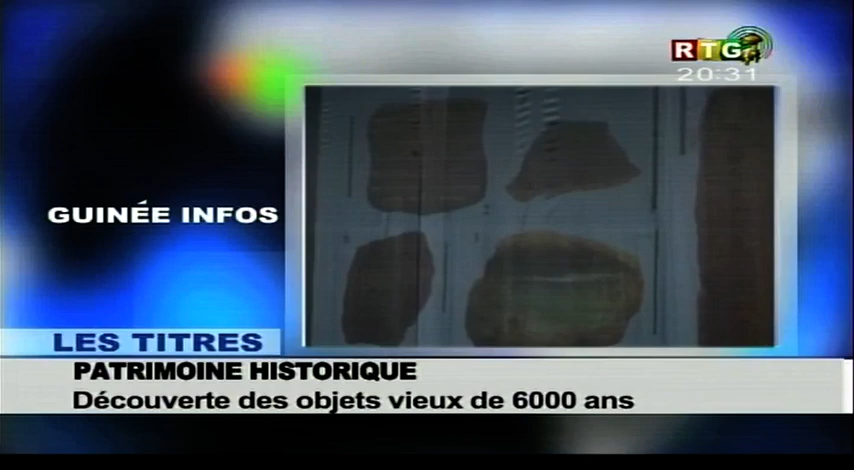 RTG
20:31
GUINÉE INFOS
LES TITRES
PATRIMOINE HISTORIQUE
Découverte des objets vieux de 6000 ans